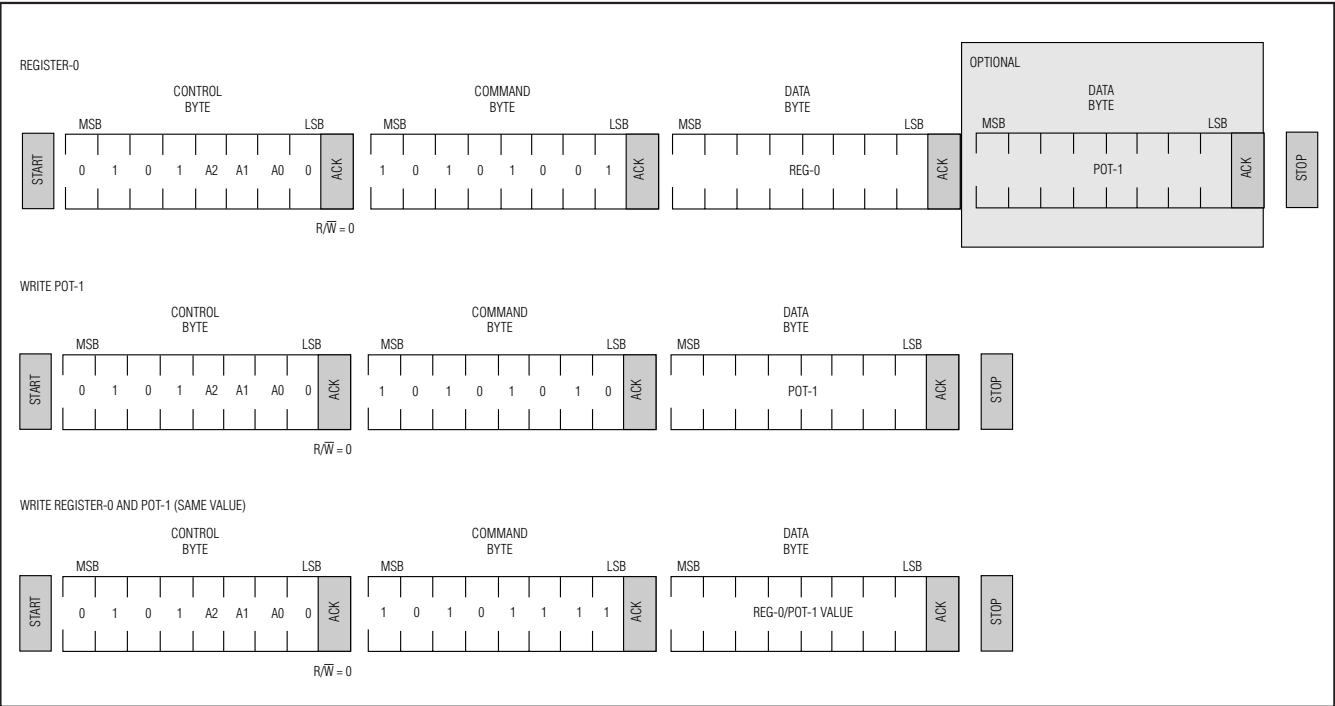 REGISTER-0
OPTIONAL
CONTROL BYTE
COMMAND BYTE
DATA BYTE
DATA BYTE
MSB LSB MSB LSB MSB LSB MSB LSB
START 0 1 0 1 A2 A1 A0 0 ACK 1 0 1 0 1 0 0 1 ACK REG-0 ACK POT-1 ACK STOP
R/W̅ = 0
WRITE POT-1
CONTROL BYTE
COMMAND BYTE
DATA BYTE
MSB LSB MSB LSB MSB LSB
START 0 1 0 1 A2 A1 A0 0 ACK 1 0 1 0 1 0 1 0 ACK POT-1 ACK STOP
R/W̅ = 0
WRITE REGISTER-0 AND POT-1 (SAME VALUE)
CONTROL BYTE
COMMAND BYTE
DATA BYTE
MSB LSB MSB LSB MSB LSB
START 0 1 0 1 A2 A1 A0 0 ACK 1 0 1 0 1 1 1 1 ACK REG-0/POT-1 VALUE ACK STOP
R/W̅ = 0